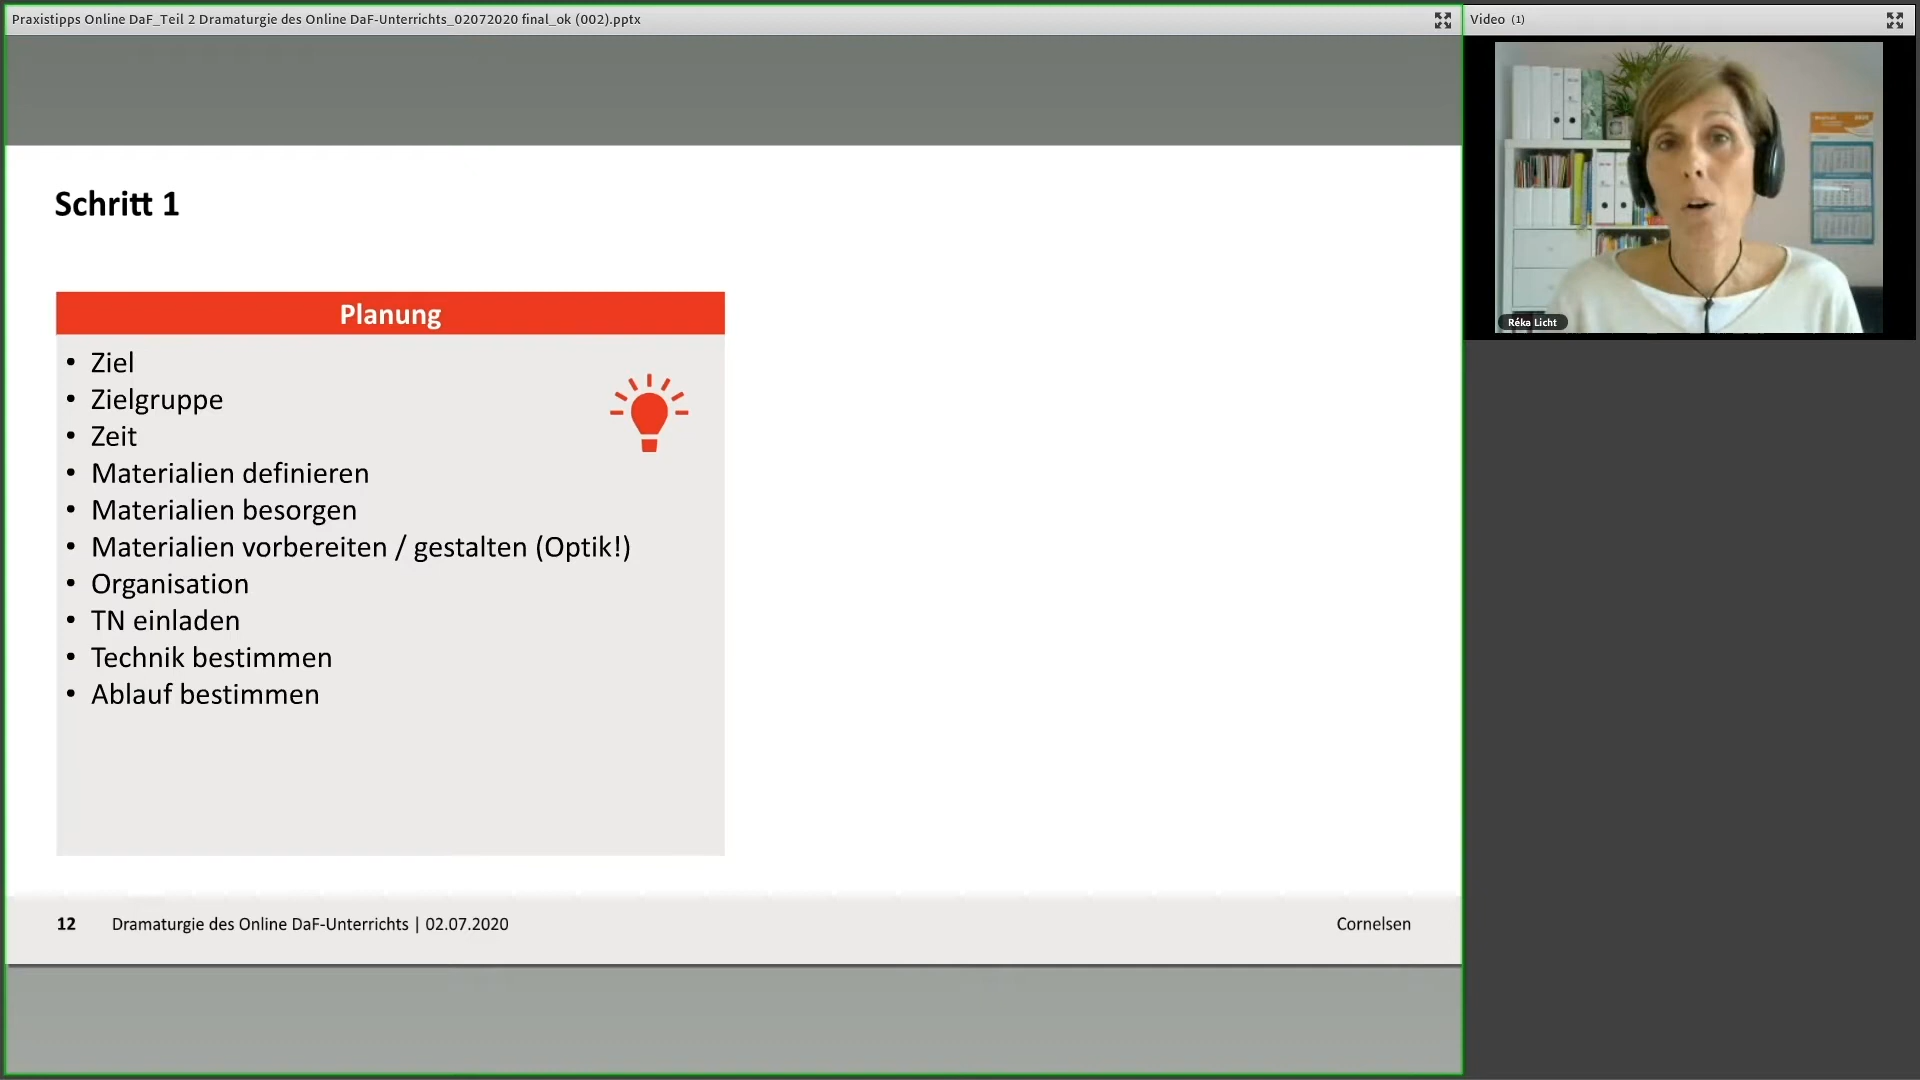 Praxistipps Online DaF_Teil 2 Dramaturgie des Online DaF-Unterrichts_02072020 final_ok (002).pptx
Video (1)
Réka Licht
Schritt 1
Planung
• Ziel
• Zielgruppe
• Zeit
• Materialien definieren
• Materialien besorgen
• Materialien vorbereiten / gestalten (Optik!)
• Organisation
• TN einladen
• Technik bestimmen
• Ablauf bestimmen
12 Dramaturgie des Online DaF-Unterrichts | 02.07.2020
Cornelsen